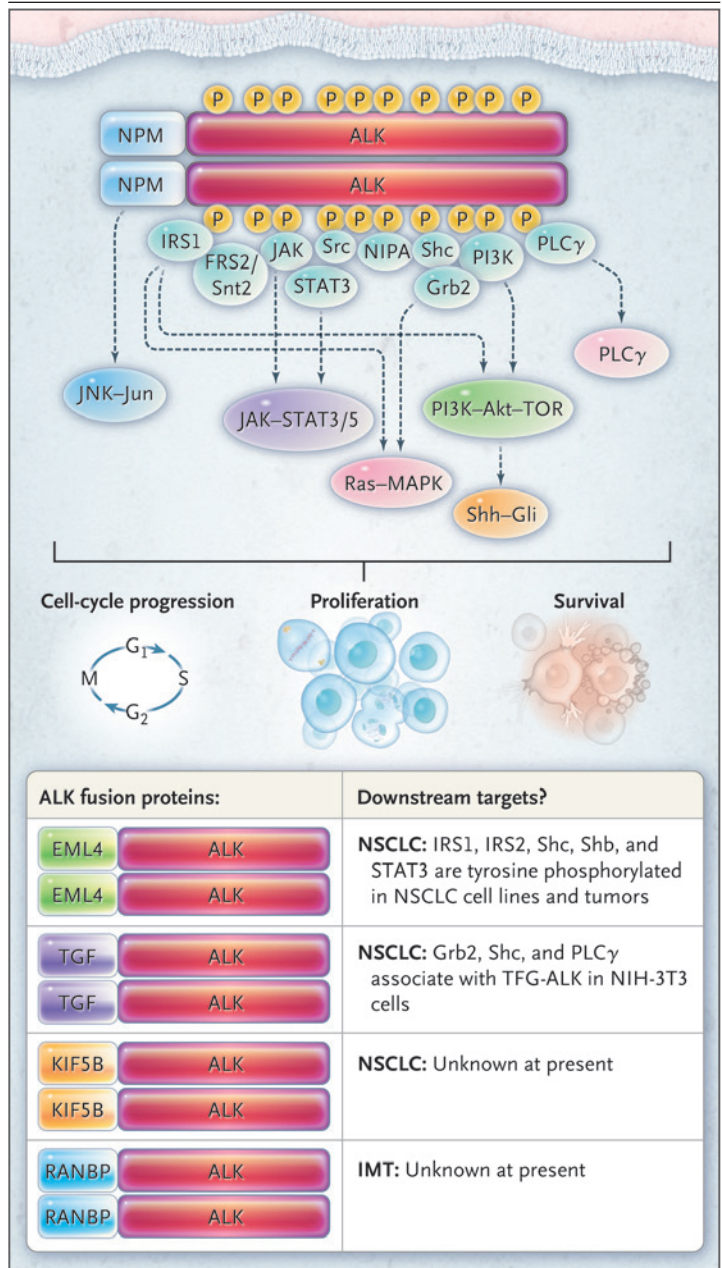 P P P P P P P P P P
NPM ALK
NPM ALK
P P P P P P P P P P
IRS1 FRS2/ JAK Src NIPA Shc PI3K PLCγ
Snt2 STAT3 Grb2
PLCγ
JNK–Jun
JAK–STAT3/5
PI3K–Akt–TOR
Ras–MAPK
Shh–Gli
Cell-cycle progression Proliferation Survival
G1
M S
G2
ALK fusion proteins: Downstream targets?
EML4 ALK
EML4 ALK
NSCLC: IRS1, IRS2, Shc, Shb, and
STAT3 are tyrosine phosphorylated
in NSCLC cell lines and tumors
TGF ALK
TGF ALK
NSCLC: Grb2, Shc, and PLCγ
associate with TFG-ALK in NIH-3T3
cells
KIF5B ALK
KIF5B ALK
NSCLC: Unknown at present
RANBP ALK
RANBP ALK
IMT: Unknown at present